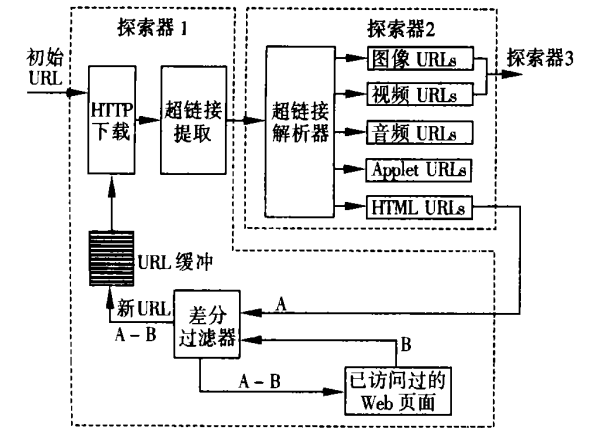 探索器1
探索器2
初始
URL
HTTP
下载
超链接
提取
超链接
解析器
图像 URLs
视频 URLs
音频 URLs
Applet URLs
HTML URLs
探索器3
URL 缓冲
新URL
A-B
差分
过滤器
A
B
A-B
已访问过的
Web 页面